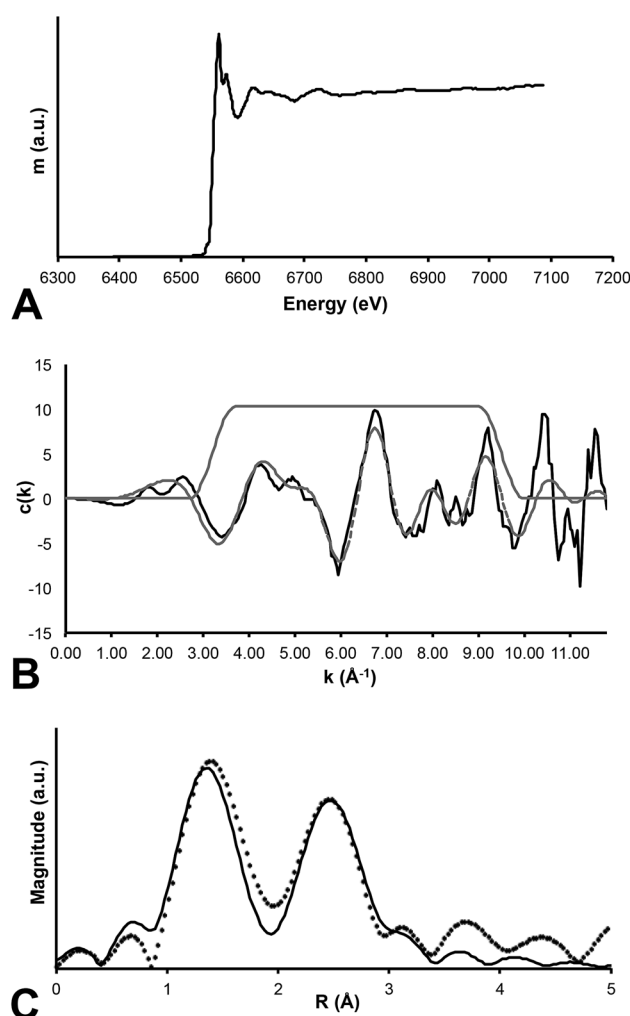 m (a.u.)
6300 6400 6500 6600 6700 6800 6900 7000 7100 7200
Energy (eV)
A
15
10
5
0
-5
-10
-15
c(k)
0.00 1.00 2.00 3.00 4.00 5.00 6.00 7.00 8.00 9.00 10.00 11.00
k (Å-1)
B
Magnitude (a.u.)
0 1 2 3 4 5
R (Å)
C